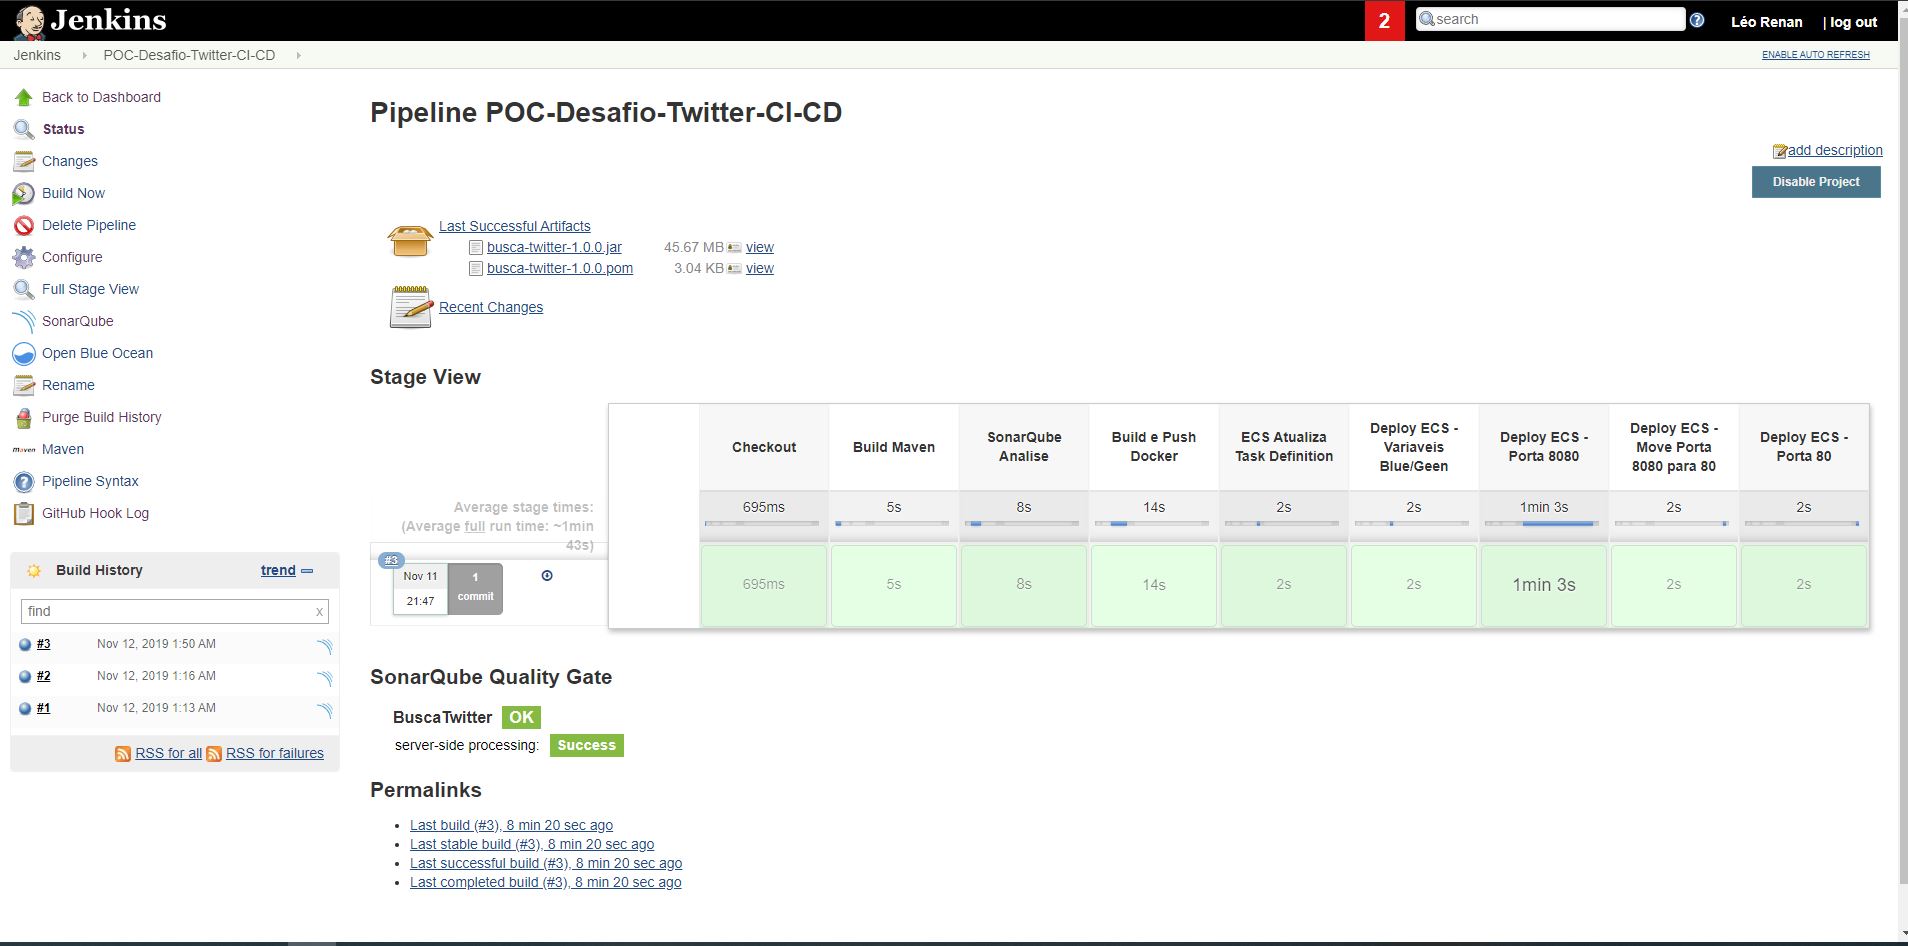 Jenkins
2
search
Léo Renan
| log out
Jenkins
POC-Desafio-Twitter-CI-CD
ENABLE AUTO REFRESH
Back to Dashboard
Status
Changes
Build Now
Delete Pipeline
Configure
Full Stage View
SonarQube
Open Blue Ocean
Rename
Purge Build History
Maven
Maven
Pipeline Syntax
GitHub Hook Log
Build History
trend
find
x
#3 Nov 12, 2019 1:50 AM
#2 Nov 12, 2019 1:16 AM
#1 Nov 12, 2019 1:13 AM
RSS for all RSS for failures
Pipeline POC-Desafio-Twitter-CI-CD
add description
Disable Project
Last Successful Artifacts
busca-twitter-1.0.0.jar 45.67 MB view
busca-twitter-1.0.0.pom 3.04 KB view
Recent Changes
Stage View
Checkout
Build Maven
SonarQube
Analise
Build e Push
Docker
ECS Atualiza
Task Definition
Deploy ECS -
Variaveis
Blue/Geen
Deploy ECS -
Porta 8080
Deploy ECS -
Move Porta
8080 para 80
Deploy ECS -
Porta 80
Average stage times:
(Average full run time: ~1min
43s)
695ms 5s 8s 14s 2s 2s 1min 3s 2s 2s
#3
Nov 11
21:47
1
commit
695ms 5s 8s 14s 2s 2s 1min 3s 2s 2s
SonarQube Quality Gate
BuscaTwitter OK
server-side processing: Success
Permalinks
Last build (#3), 8 min 20 sec ago
Last stable build (#3), 8 min 20 sec ago
Last successful build (#3), 8 min 20 sec ago
Last completed build (#3), 8 min 20 sec ago